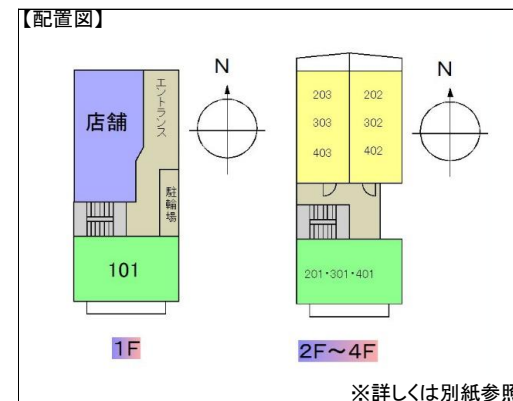 【配置図】
N
N
エントランス
店舗
駐輪場
101
1F
203 202
303 302
403 402
201・301・401
2F～4F
※詳しくは別紙参照